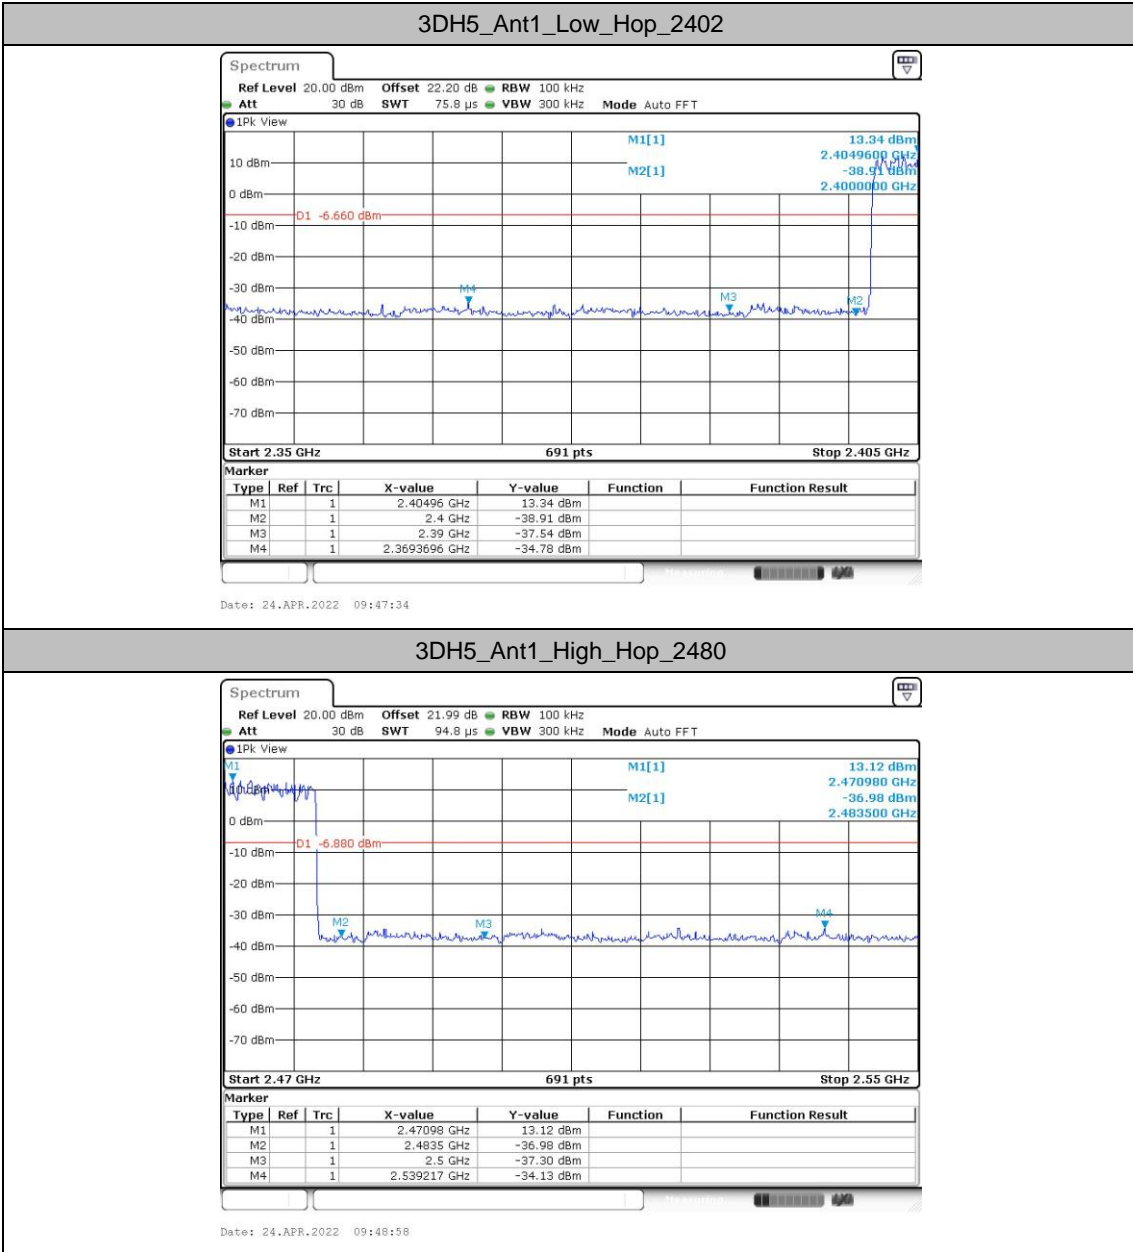 3DH5_Ant1_Low_Hop_2402
Spectrum
Ref Level 20.00 dBm Offset 22.20 dB RBW 100 kHz
Att 30 dB SWT 75.8 µs VBW 300 kHz Mode Auto FFT
1Pk View
M1[1] 13.34 dBm
2.4049600 GHz
M2[1] -38.91 dBm
2.4000000 GHz
10 dBm
0 dBm
D1 -6.660 dBm
-10 dBm
-20 dBm
-30 dBm
M4
M3
M2
-40 dBm
-50 dBm
-60 dBm
-70 dBm
Start 2.35 GHz 691 pts Stop 2.405 GHz
Marker
Type Ref Trc X-value Y-value Function Function Result
M1 1 2.40496 GHz 13.34 dBm
M2 1 2.4 GHz -38.91 dBm
M3 1 2.39 GHz -37.54 dBm
M4 1 2.3693696 GHz -34.78 dBm
Measuring...
Date: 24.APR.2022 09:47:34
3DH5_Ant1_High_Hop_2480
Spectrum
Ref Level 20.00 dBm Offset 21.99 dB RBW 100 kHz
Att 30 dB SWT 94.8 µs VBW 300 kHz Mode Auto FFT
1Pk View
M1
M1[1] 13.12 dBm
2.470980 GHz
M2[1] -36.98 dBm
2.483500 GHz
10 dBm
0 dBm
D1 -6.880 dBm
-10 dBm
-20 dBm
-30 dBm
M2
M3
M4
-40 dBm
-50 dBm
-60 dBm
-70 dBm
Start 2.47 GHz 691 pts Stop 2.55 GHz
Marker
Type Ref Trc X-value Y-value Function Function Result
M1 1 2.47098 GHz 13.12 dBm
M2 1 2.4835 GHz -36.98 dBm
M3 1 2.5 GHz -37.30 dBm
M4 1 2.539217 GHz -34.13 dBm
Measuring...
Date: 24.APR.2022 09:48:58